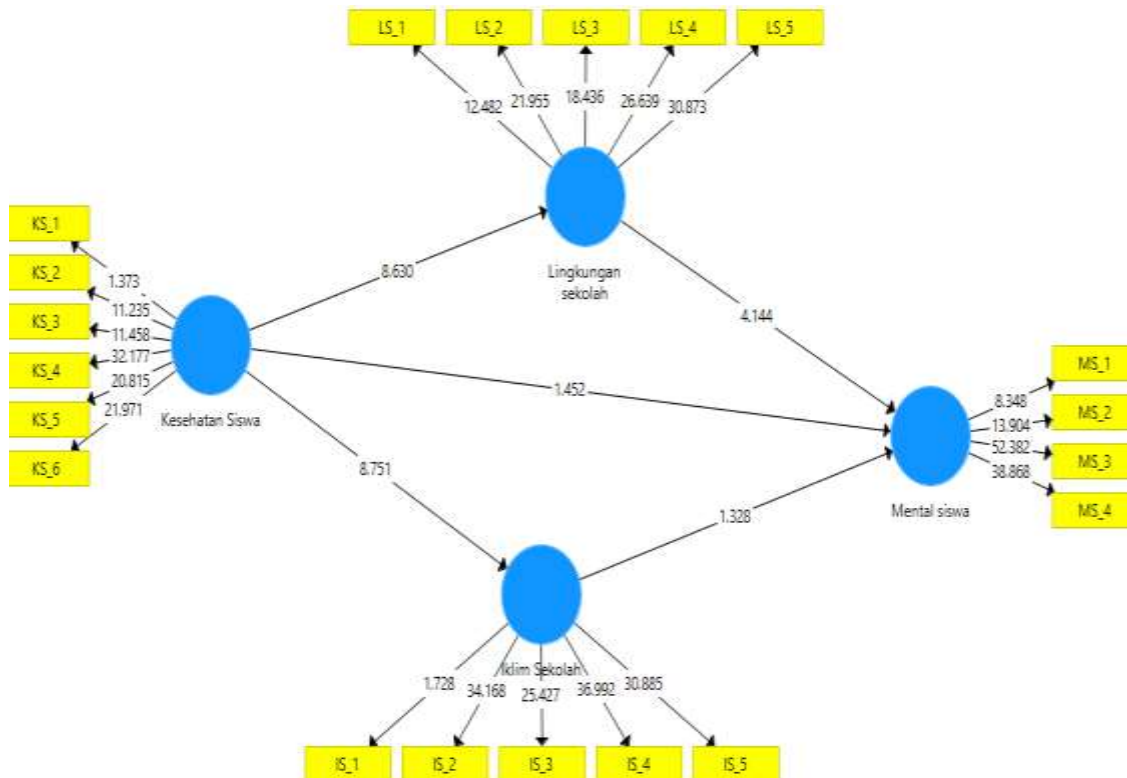 LS_1 LS_2 LS_3 LS_4 LS_5
12.482 21.955 18.436 26.639 30.873
Lingkungan
sekolah
KS_1
KS_2
KS_3
KS_4
KS_5
KS_6
1.373
11.235
11.458
32.177
20.815
21.971
Kesehatan Siswa
8.630
4.144
1.452
8.751
1.328
MS_1
MS_2
MS_3
MS_4
8.348
13.904
52.382
38.868
Mental siswa
Iklim Sekolah
1.728 34.168 25.427 36.992 30.885
IS_1 IS_2 IS_3 IS_4 IS_5